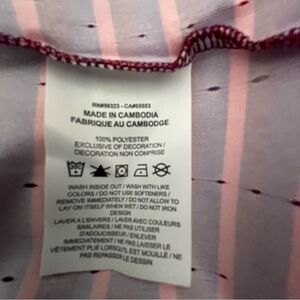 RN#56323 - CA#05553
MADE IN CAMBODIA
FABRIQUE AU CAMBODGE
100% POLYESTER
EXCLUSIVE OF DECORATION /
DECORATION NON COMPRISE
WASH INSIDE OUT / WASH WITH LIKE
COLORS / DO NOT USE SOFTENERS /
REMOVE IMMEDIATELY / DO NOT ALLOW TO
LAY ON ITSELF WHEN WET / DO NOT IRON
DESIGN
LAVER A L'ENVERS / LAVER AVEC COULEURS
SIMILAIRES / NE PAS UTILISER
D'ADOUCISSEUR / ENLEVER
IMMEDIATEMENT / NE PAS LAISSER LE
VÊTEMENT PLIÉ LORSQU'IL EST MOUILLÉ / NE
PAS REPASSER LE DESSIN